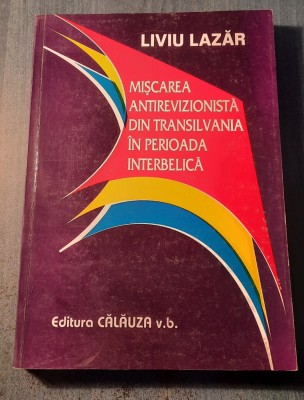 LIVIU LAZĂR
MIŞCAREA
ANTIREVIZIONISTĂ
DIN TRANSILVANIA
ÎN PERIOADA
INTERBELICĂ
Editura CĂLĂUZA v.b.